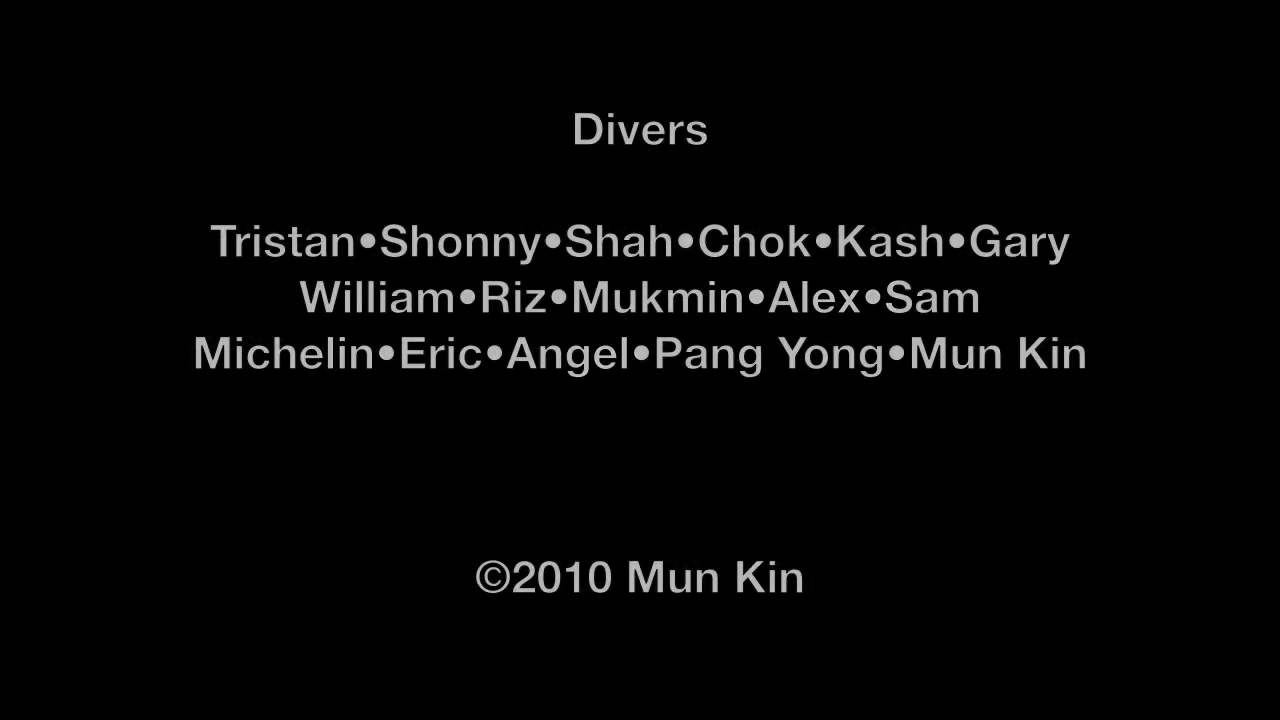 Divers
Tristan•Shonny•Shah•Chok•Kash•Gary
William•Riz•Mukmin•Alex•Sam
Michelin•Eric•Angel•Pang Yong•Mun Kin
©2010 Mun Kin